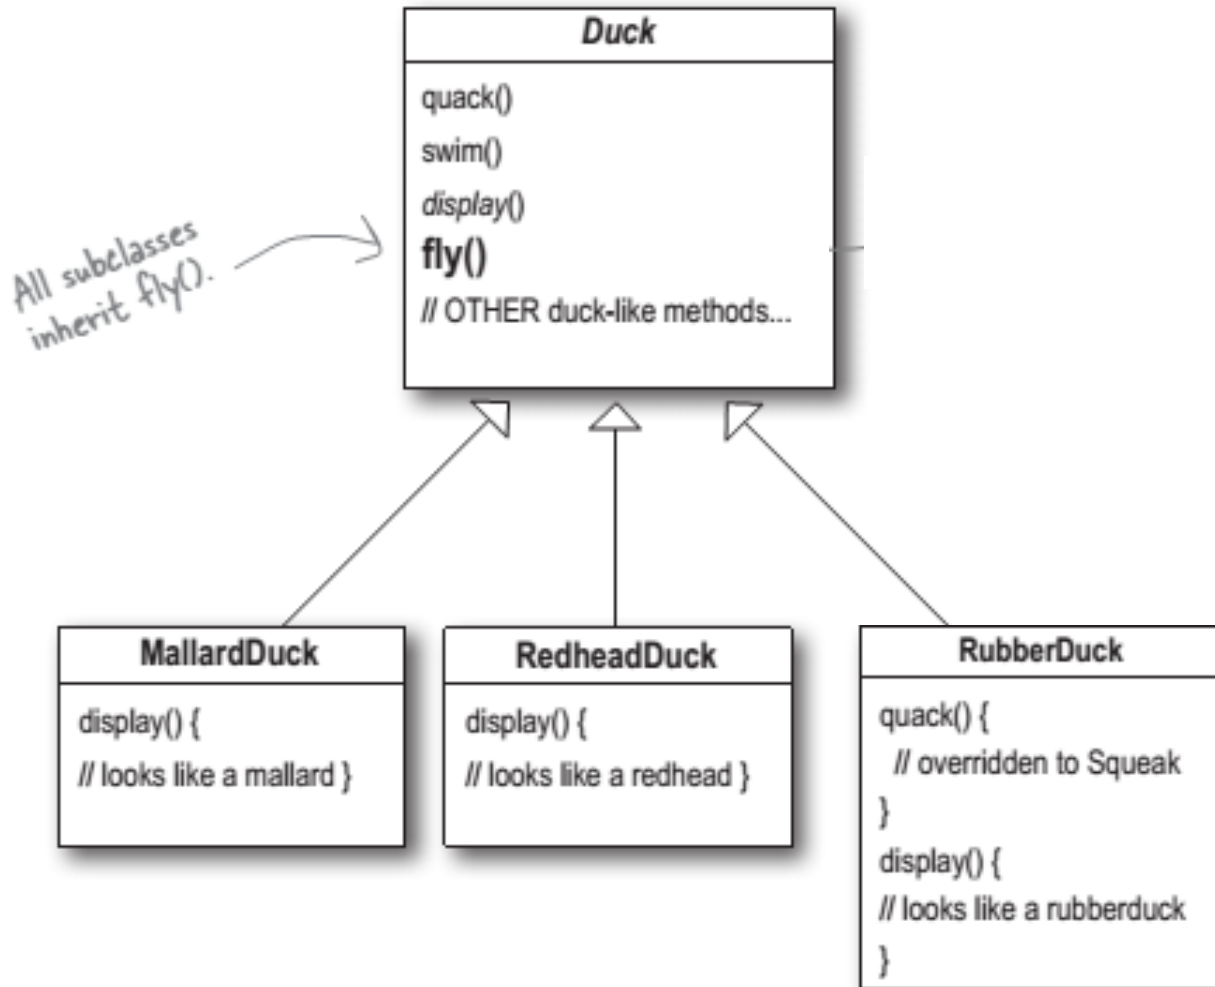 Duck
quack()
swim()
display()
fly()
// OTHER duck-like methods...
All subclasses
inherit fly().
MallardDuck
display() {
// looks like a mallard }
RedheadDuck
display() {
// looks like a redhead }
RubberDuck
quack() {
// overridden to Squeak
}
display() {
// looks like a rubberduck
}